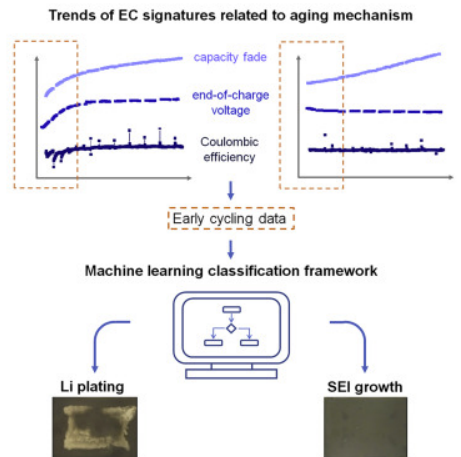 Trends of EC signatures related to aging mechanism
capacity fade
end-of-charge
voltage
Coulombic
efficiency
Early cycling data
Machine learning classification framework
Li plating
SEI growth